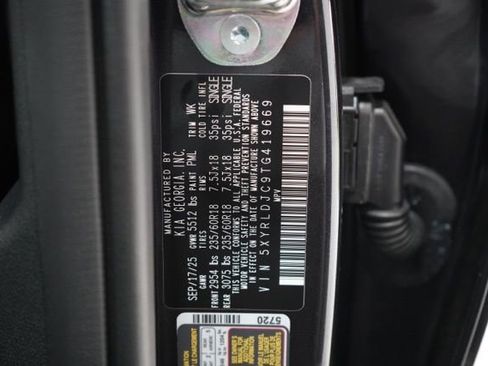 MANUFACTURED BY
KIA GEORGIA, INC.
SEP/17/25 GVWR 5512 lbs PAINT PML TRIM WK
GAWR TIRES RIMS COLD TIRE INFL
FRONT 2954 lbs 235/60R18 7.5Jx18 35psi SINGLE
REAR 3075 lbs 235/60R18 7.5Jx18 35psi SINGLE
THIS VEHICLE CONFORMS TO ALL APPLICABLE U.S.A. FEDERAL
MOTOR VEHICLE SAFETY AND THEFT PREVENTION STANDARDS
IN EFFECT ON THE DATE OF MANUFACTURE SHOWN ABOVE
VIN 5XYRLDJC9TG419669
MPV
5720